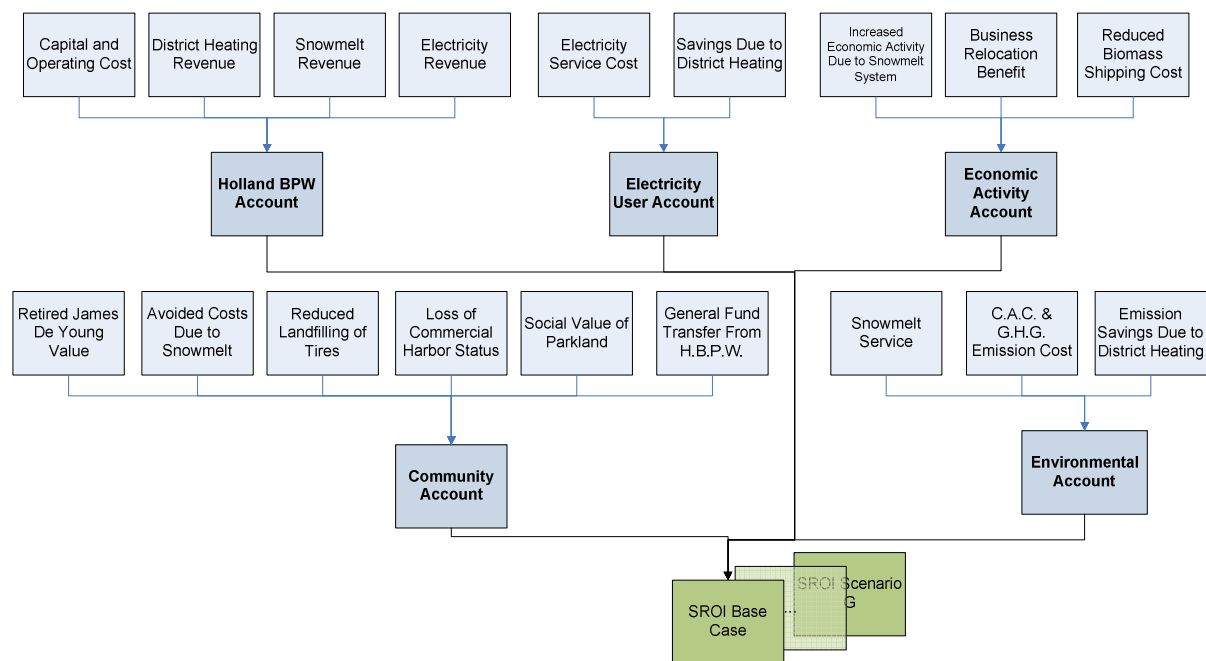 Capital and
Operating Cost
District Heating
Revenue
Snowmelt
Revenue
Electricity
Revenue
Electricity
Service Cost
Savings Due to
District Heating
Increased
Economic Activity
Due to Snowmelt
System
Business
Relocation
Benefit
Reduced
Biomass
Shipping Cost
Holland BPW
Account
Electricity
User Account
Economic
Activity
Account
Retired James
De Young
Value
Avoided Costs
Due to
Snowmelt
Reduced
Landfilling of
Tires
Loss of
Commercial
Harbor Status
Social Value of
Parkland
General Fund
Transfer From
H.B.P.W.
Snowmelt
Service
C.A.C. &
G.H.G.
Emission Cost
Emission
Savings Due to
District Heating
Community
Account
Environmental
Account
SROI Base
Case
...
SROI Scenario
G